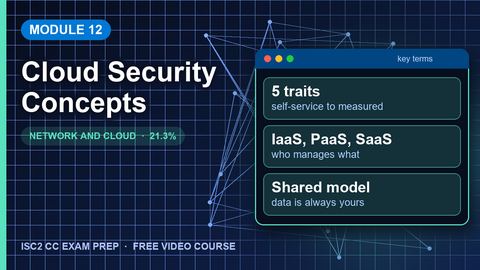 MODULE 12
Cloud Security
Concepts
NETWORK AND CLOUD · 21.3%
ISC2 CC EXAM PREP · FREE VIDEO COURSE
key terms
5 traits
self-service to measured
IaaS, PaaS, SaaS
who manages what
Shared model
data is always yours